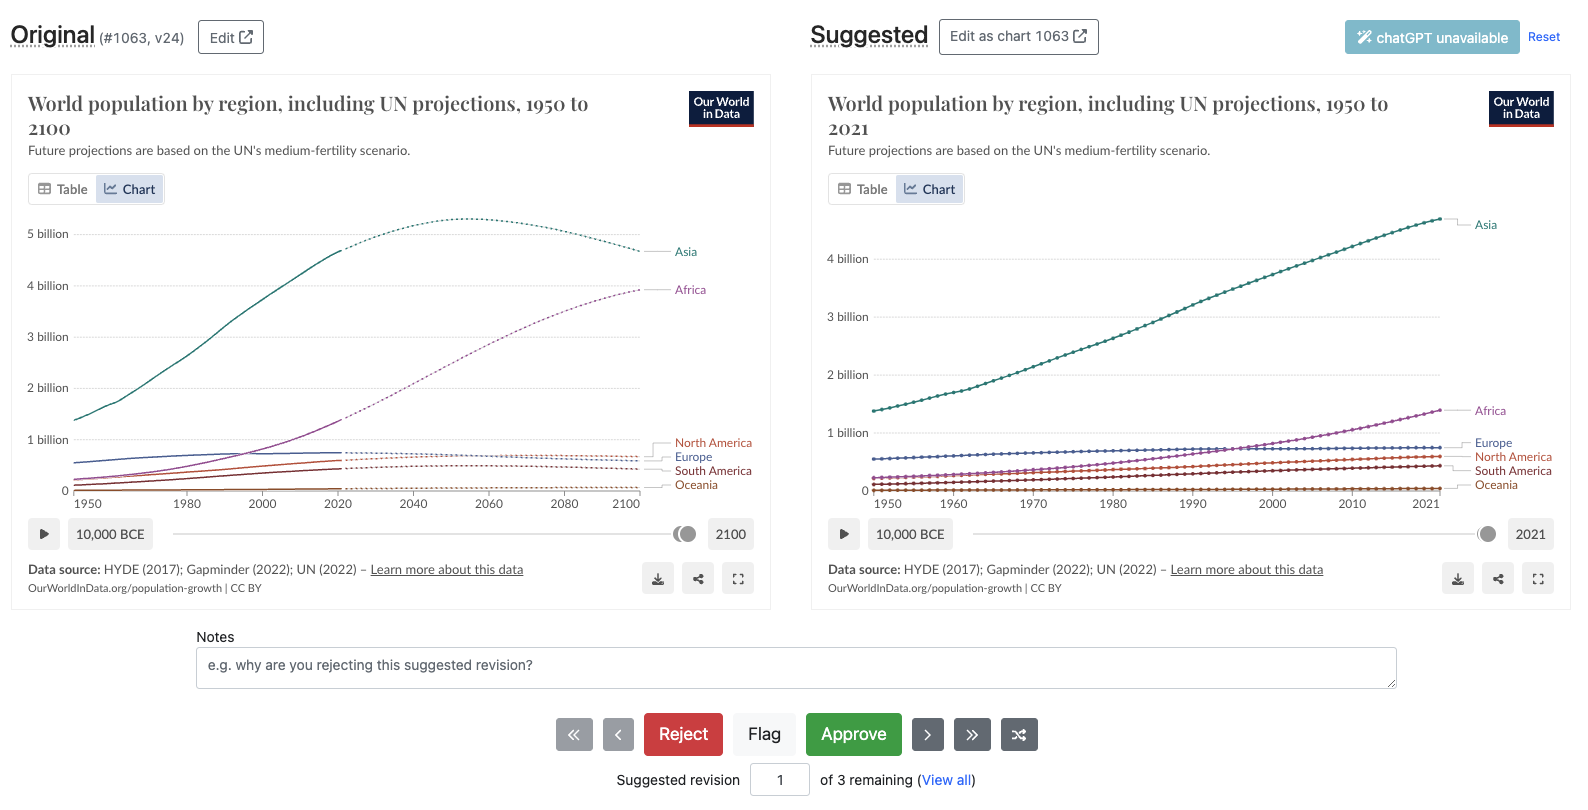 Original (#1063, v24) Edit
World population by region, including UN projections, 1950 to
2100
Our World
in Data
Future projections are based on the UN's medium-fertility scenario.
Table Chart
5 billion
4 billion
3 billion
2 billion
1 billion
0
1950 1980 2000 2020 2040 2060 2080 2100
Asia
Africa
North America
Europe
South America
Oceania
10,000 BCE 2100
Data source: HYDE (2017); Gapminder (2022); UN (2022) – Learn more about this data
OurWorldInData.org/population-growth | CC BY
Suggested Edit as chart 1063 chatGPT unavailable Reset
World population by region, including UN projections, 1950 to
2021
Our World
in Data
Future projections are based on the UN's medium-fertility scenario.
Table Chart
4 billion
3 billion
2 billion
1 billion
0
1950 1960 1970 1980 1990 2000 2010 2021
Asia
Africa
Europe
North America
South America
Oceania
10,000 BCE 2021
Data source: HYDE (2017); Gapminder (2022); UN (2022) – Learn more about this data
OurWorldInData.org/population-growth | CC BY
Notes
e.g. why are you rejecting this suggested revision?
Reject Flag Approve
Suggested revision 1 of 3 remaining (View all)